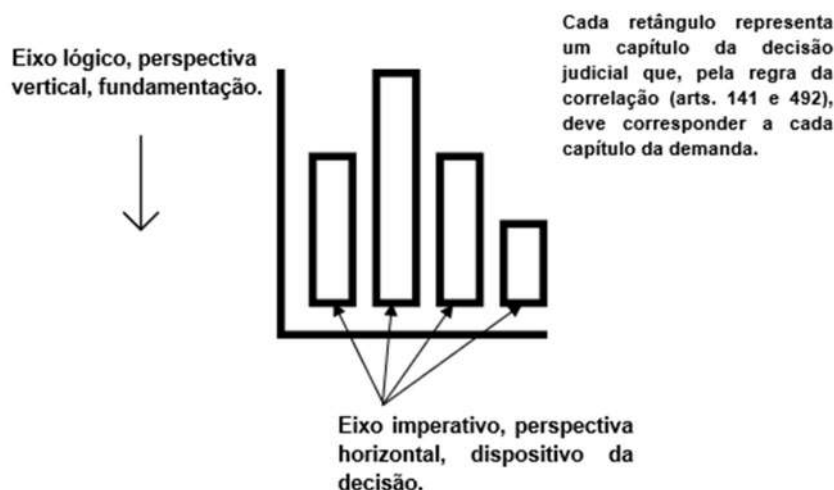 Eixo lógico, perspectiva
vertical, fundamentação.
Cada retângulo representa
um capítulo da decisão
judicial que, pela regra da
correlação (arts. 141 e 492),
deve corresponder a cada
capítulo da demanda.
Eixo imperativo, perspectiva
horizontal, dispositivo da
decisão.